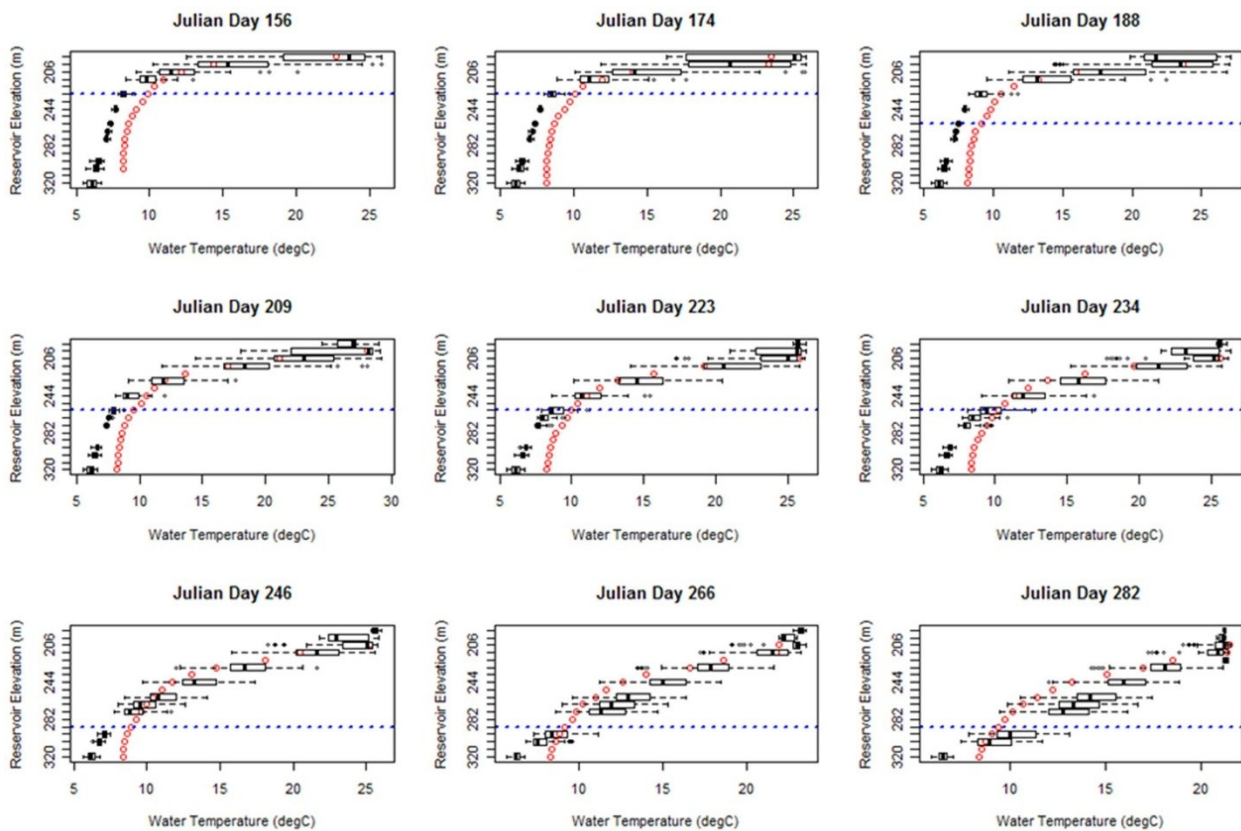 Julian Day 156
Reservoir Elevation (m)
206
244
282
320
5 10 15 20 25
Water Temperature (degC)
Julian Day 174
Reservoir Elevation (m)
206
244
282
320
5 10 15 20 25
Water Temperature (degC)
Julian Day 188
Reservoir Elevation (m)
206
244
282
320
5 10 15 20 25
Water Temperature (degC)
Julian Day 209
Reservoir Elevation (m)
206
244
282
320
5 10 15 20 25 30
Water Temperature (degC)
Julian Day 223
Reservoir Elevation (m)
206
244
282
320
5 10 15 20 25
Water Temperature (degC)
Julian Day 234
Reservoir Elevation (m)
206
244
282
320
5 10 15 20 25
Water Temperature (degC)
Julian Day 246
Reservoir Elevation (m)
206
244
282
320
5 10 15 20 25
Water Temperature (degC)
Julian Day 266
Reservoir Elevation (m)
206
244
282
320
5 10 15 20
Water Temperature (degC)
Julian Day 282
Reservoir Elevation (m)
206
244
282
320
10 15 20
Water Temperature (degC)